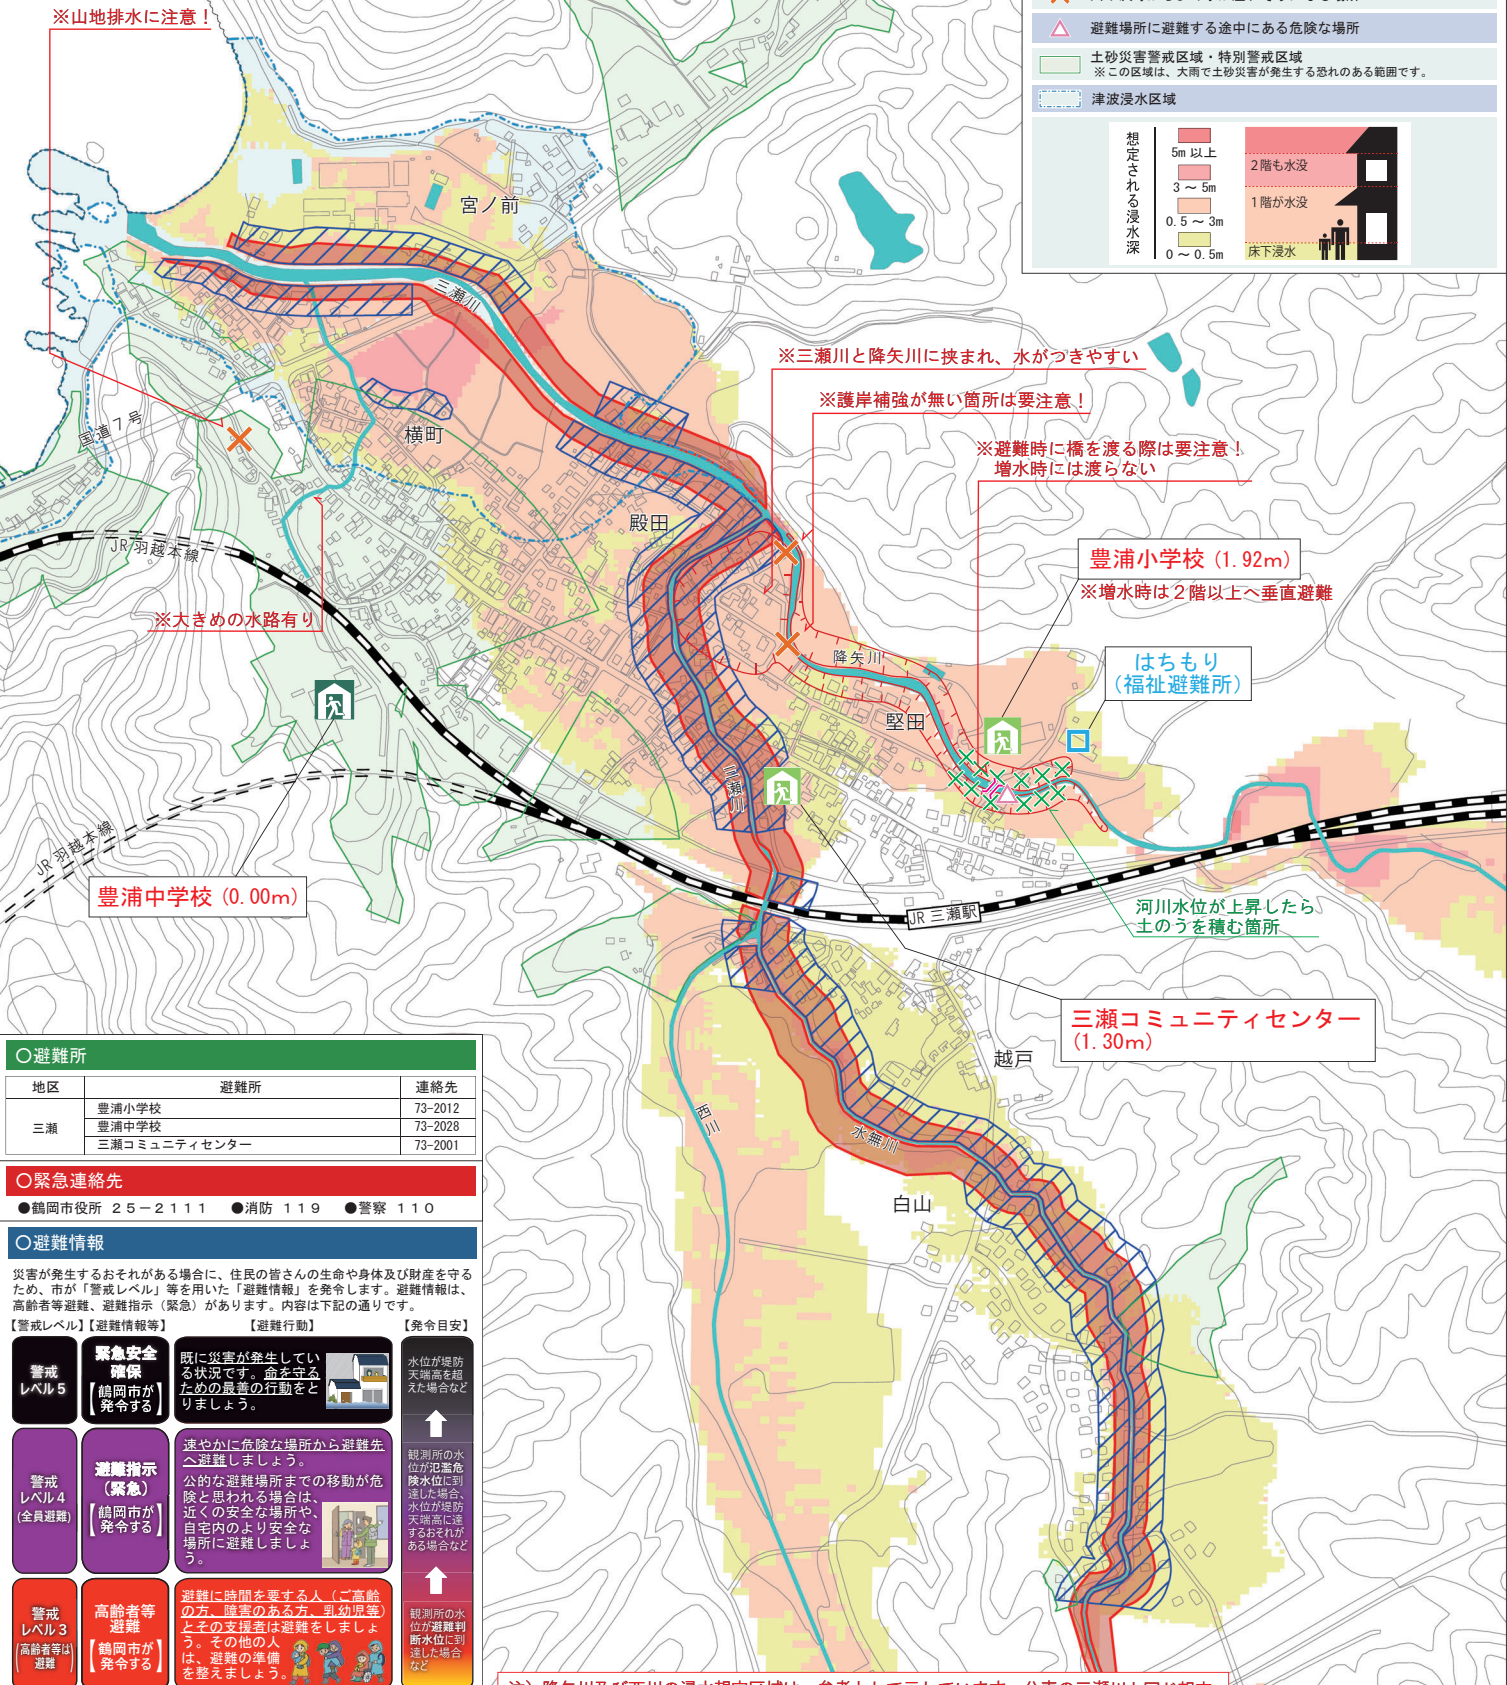 ※山地排水に注意！
避難場所に避難する途中にある危険な場所
土砂災害警戒区域・特別警戒区域
※この区域は、大雨で土砂災害が発生する恐れのある範囲です。
津波浸水区域
想定される浸水深
5m 以上
3 ～ 5m
0.5 ～ 3m
0 ～ 0.5m
2階も水没
1階が水没
床下浸水
宮ノ前
三瀬川
※三瀬川と降矢川に挟まれ、水がつきやすい
※護岸補強が無い箇所は要注意！
国道7号
横町
※避難時に橋を渡る際は要注意！
増水時には渡らない
殿田
JR 羽越本線
豊浦小学校 (1.92m)
※増水時は２階以上へ垂直避難
※大きめの水路有り
降矢川
はちもり
（福祉避難所）
堅田
三瀬川
JR 羽越本線
豊浦中学校 (0.00m)
JR 三瀬駅
河川水位が上昇したら
土のうを積む箇所
三瀬コミュニティセンター
(1.30m)
越戸
西川
水無川
白山
〇避難所
地区 避難所 連絡先
三瀬
豊浦小学校 73-2012
豊浦中学校 73-2028
三瀬コミュニティセンター 73-2001
〇緊急連絡先
●鶴岡市役所 ２５－２１１１ ●消防 １１９ ●警察 １１０
〇避難情報
災害が発生するおそれがある場合に、住民の皆さんの生命や身体及び財産を守る
ため、市が「警戒レベル」等を用いた「避難情報」を発令します。避難情報は、
高齢者等避難、避難指示（緊急）があります。内容は下記の通りです。
【警戒レベル】【避難情報等】 【避難行動】 【発令目安】
警戒
レベル５
緊急安全
確保
【鶴岡市が
発令する】
既に災害が発生してい
る状況です。命を守る
ための最善の行動をと
りましょう。
水位が堤防
天端高を超
えた場合など
警戒
レベル４
(全員避難)
避難指示
（緊急）
【鶴岡市が
発令する】
速やかに危険な場所から避難先
へ避難しましょう。
公的な避難場所までの移動が危
険と思われる場合は、
近くの安全な場所や、
自宅内のより安全な
場所に避難しましょ
う。
観測所の水
位が氾濫危
険水位に到
達した場合、
水位が堤防
天端高に達
するおそれが
ある場合など
警戒
レベル３
(高齢者等は
避難)
高齢者等
避難
【鶴岡市が
発令する】
避難に時間を要する人（ご高齢
の方、障害のある方、乳幼児等）
とその支援者は避難をしましょ
う。その他の人
は、避難の準備
を整えましょう。
観測所の水
位が避難判
断水位に到
達した場合
など